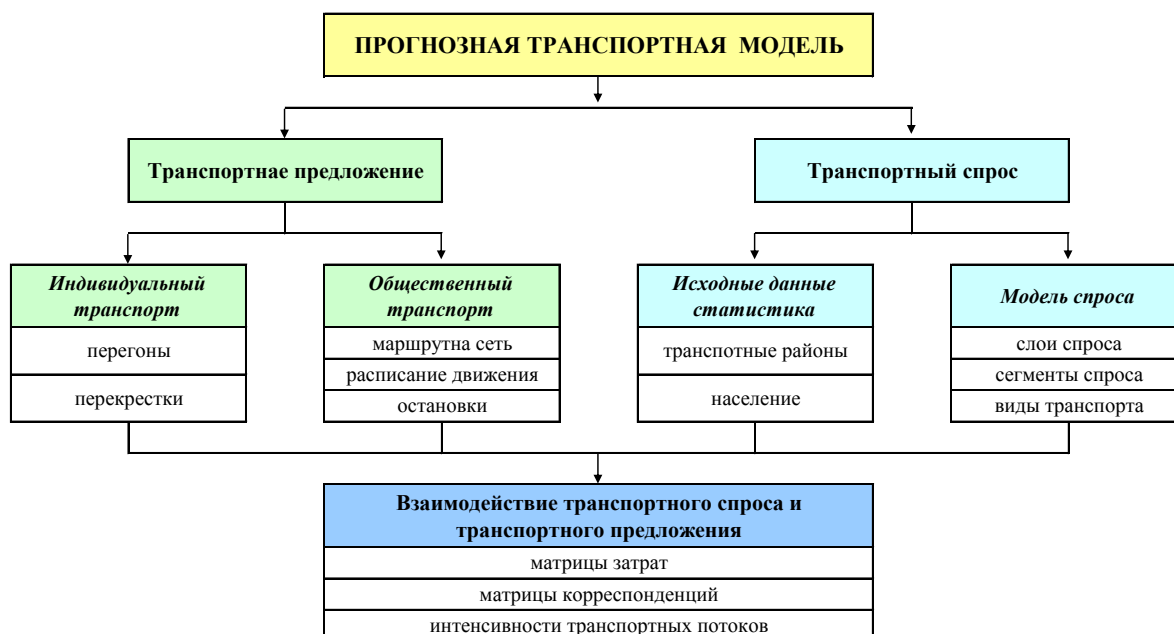 ПРОГНОЗНАЯ ТРАНСПОРТНАЯ МОДЕЛЬ
Транспортнае предложение
Транспортный спрос
Индивидуальный
транспорт
перегоны
перекрестки
Общественный
транспорт
маршрутна сеть
расписание движения
остановки
Исходные данные
статистика
транспотные районы
население
Модель спроса
слои спроса
сегменты спроса
виды транспорта
Взаимодействие транспортного спроса и
транспортного предложения
матрицы затрат
матрицы корреспонденций
интенсивности транспортных потоков